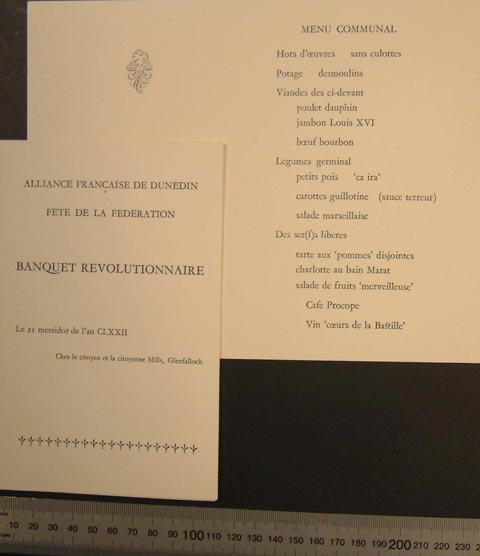 MENU COMMUNAL
Hors d'œuvres sans culottes
Potage desmoulins
Viandes des ci-devant
poulet dauphin
jambon Louis XVI
bœuf bourbon
Legumes germinal
petits pois 'ca ira'
carottes guillotine (sauce terreur)
salade marseillaise
Des ser(f)s liberes
tarte aux 'pommes' disjointes
charlotte au bain Marat
salade de fruits 'merveilleuse'
Cafe Procope
Vin 'cœurs de la Bastille'
ALLIANCE FRANÇAISE DE DUNEDIN
FETE DE LA FEDERATION
BANQUET REVOLUTIONNAIRE
Le 21 messidor de l'an CLXXII
Chez le citoyen et la citoyenne Mills, Glenfalloch
10 20 30 40 50 60 70 80 90 100 110 120 130 140 150 160 170 180 190 200 210 220 230